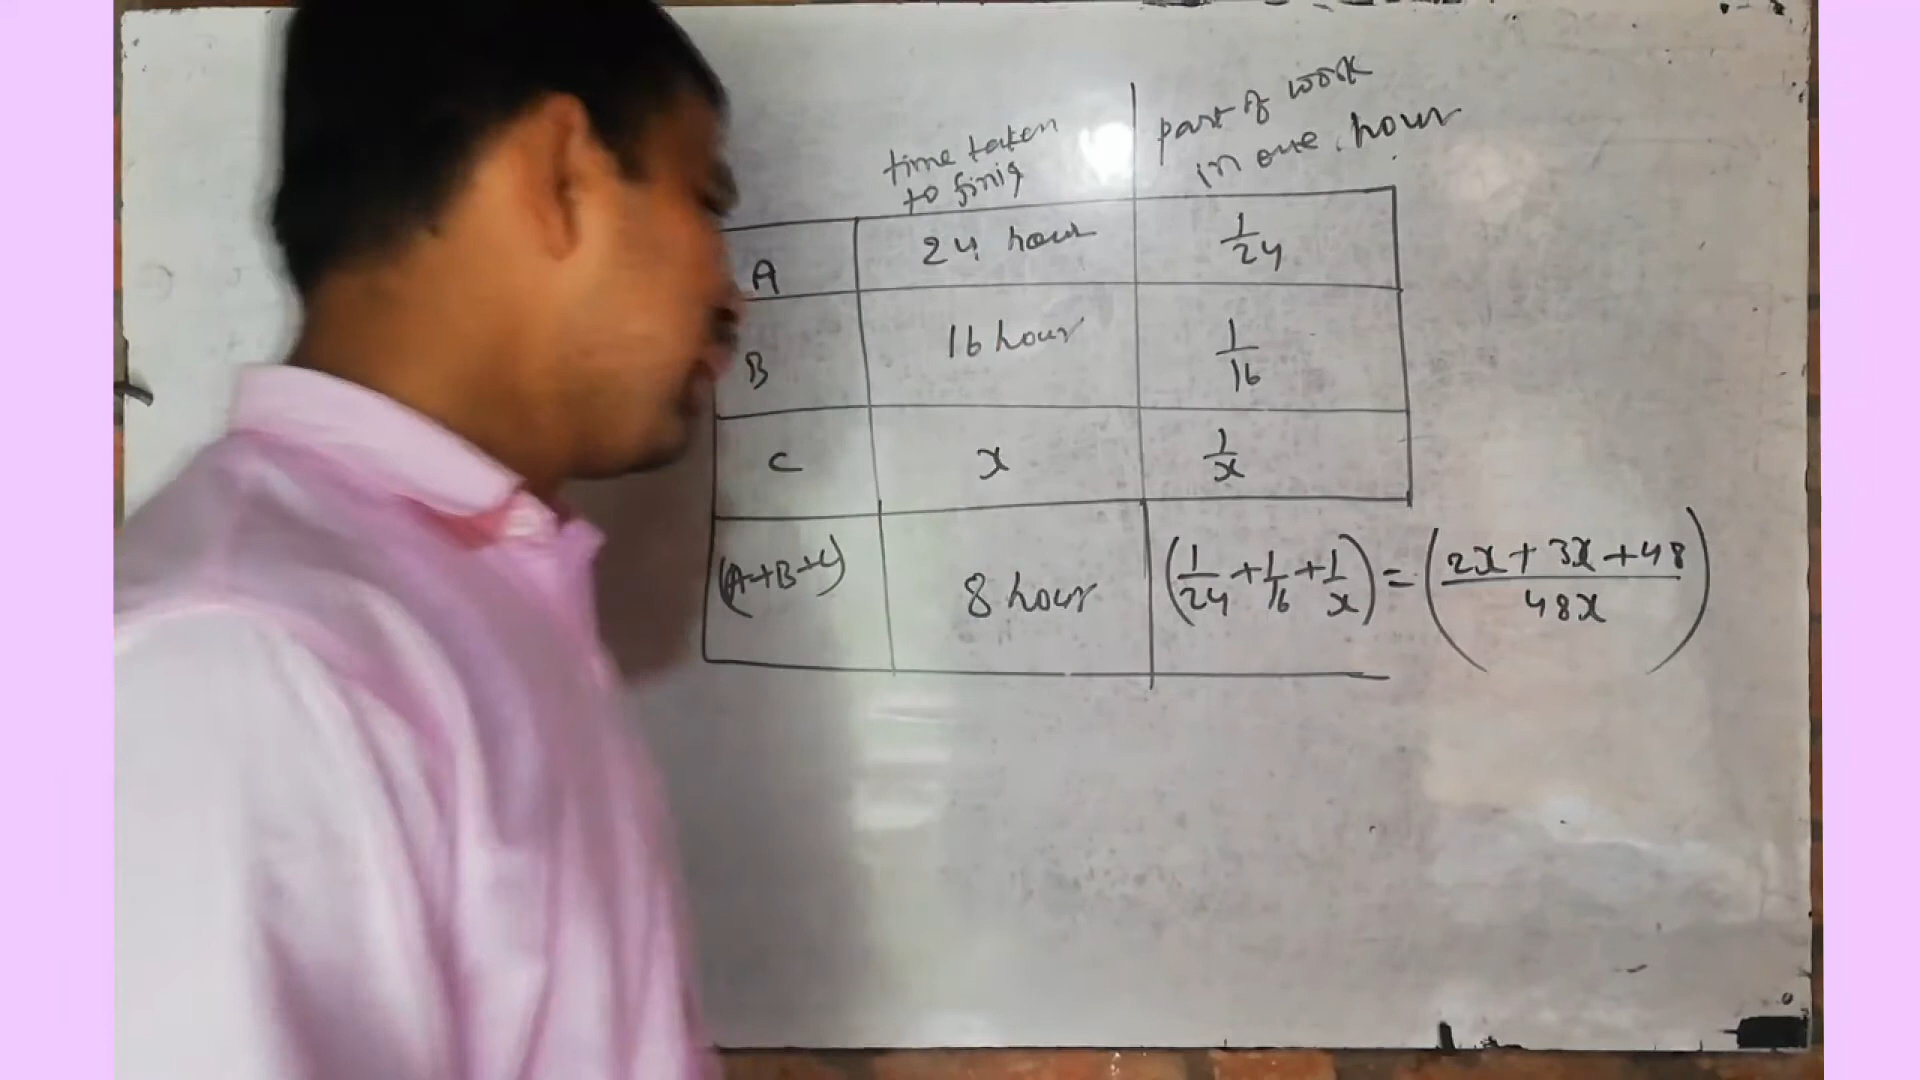 time taken
to finis
part of work
in one hour
A 24 hour 1/24
B 16 hour 1/16
C x 1/x
(A+B+C) 8 hour (1/24+1/16+1/x)=(2x+3x+48/48x)